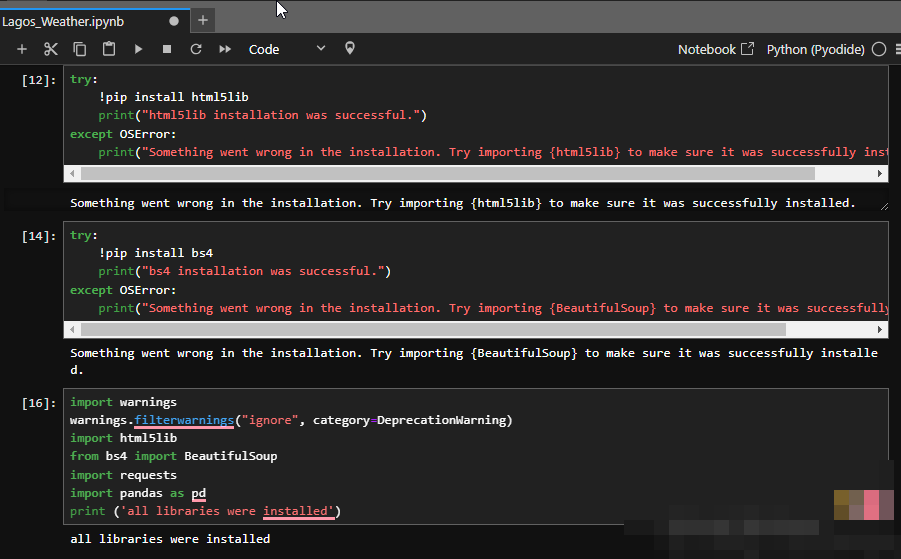 Lagos_Weather.ipynb
Code
Notebook
Python (Pyodide)
[12]:
try:
    !pip install html5lib
    print("html5lib installation was successful.")
except OSError:
    print("Something went wrong in the installation. Try importing {html5lib} to make sure it was successfully inst
Something went wrong in the installation. Try importing {html5lib} to make sure it was successfully installed.
[14]:
try:
    !pip install bs4
    print("bs4 installation was successful.")
except OSError:
    print("Something went wrong in the installation. Try importing {BeautifulSoup} to make sure it was successfully
Something went wrong in the installation. Try importing {BeautifulSoup} to make sure it was successfully installe
d.
[16]:
import warnings
warnings.filterwarnings("ignore", category=DeprecationWarning)
import html5lib
from bs4 import BeautifulSoup
import requests
import pandas as pd
print ('all libraries were installed')
all libraries were installed